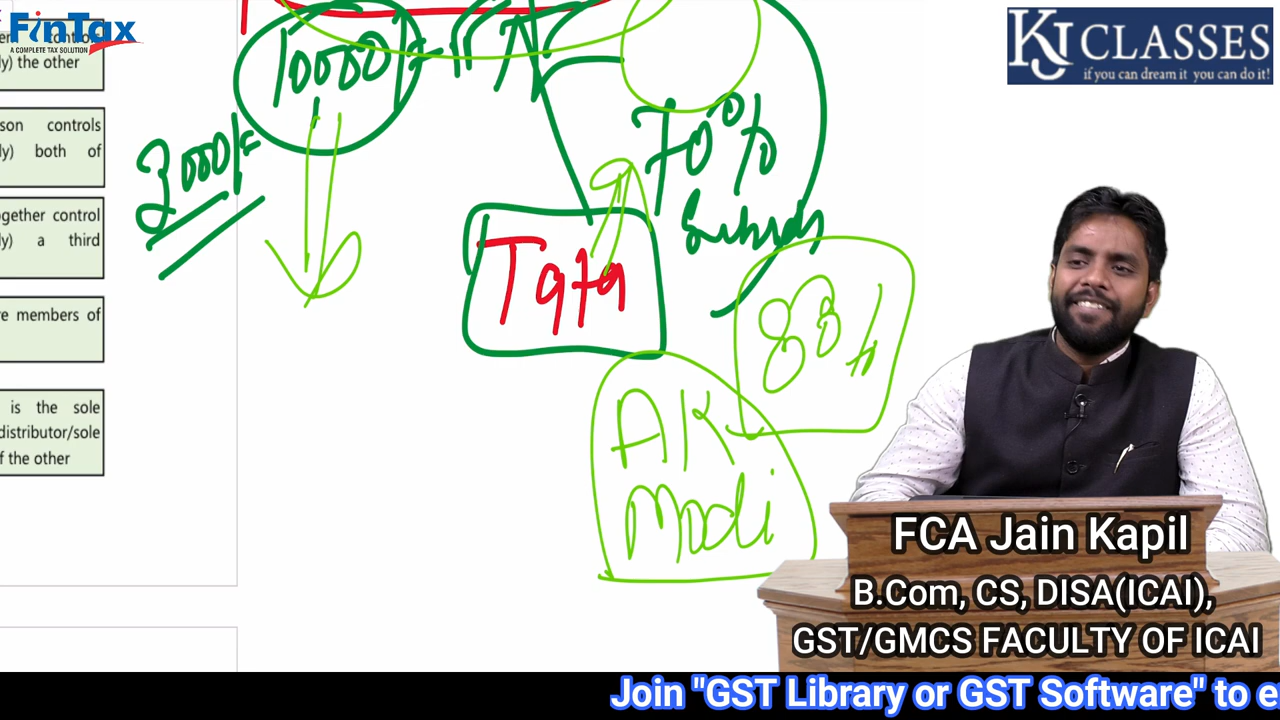 FinTax
A COMPLETE TAX SOLUTION
ly) the other
son controls
ly) both of
gether control
ly) a third
re members of
is the sole
distributor/sole
f the other
10000/-
3000/-
70%
Tata
AK
Modi
KJ CLASSES
if you can dream it you can do it!
FCA Jain Kapil
B.Com, CS, DISA(ICAI),
GST/GMCS FACULTY OF ICAI
Join "GST Library or GST Software" to e